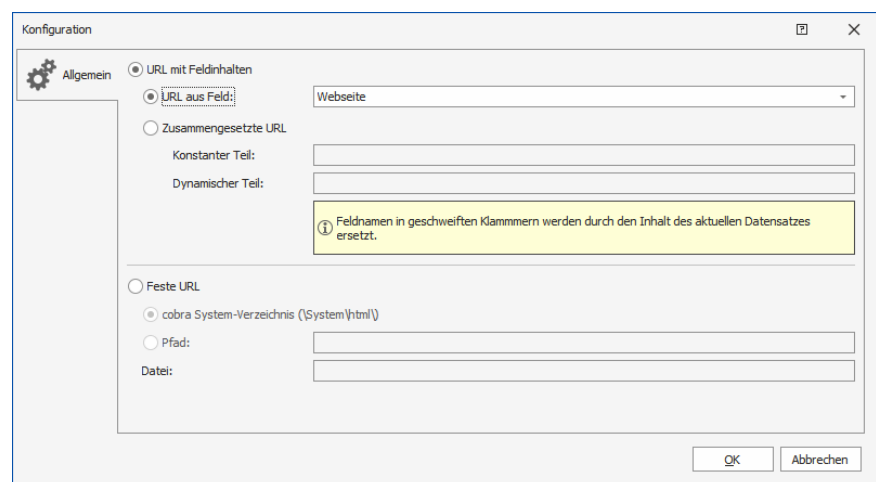 Konfiguration
Allgemein
URL mit Feldinhalten
URL aus Feld:
Webseite
Zusammengesetzte URL
Konstanter Teil:
Dynamischer Teil:
Feldnamen in geschweiften Klammmern werden durch den Inhalt des aktuellen Datensatzes
ersetzt.
Feste URL
cobra System-Verzeichnis (\System\html\)
Pfad:
Datei:
OK
Abbrechen